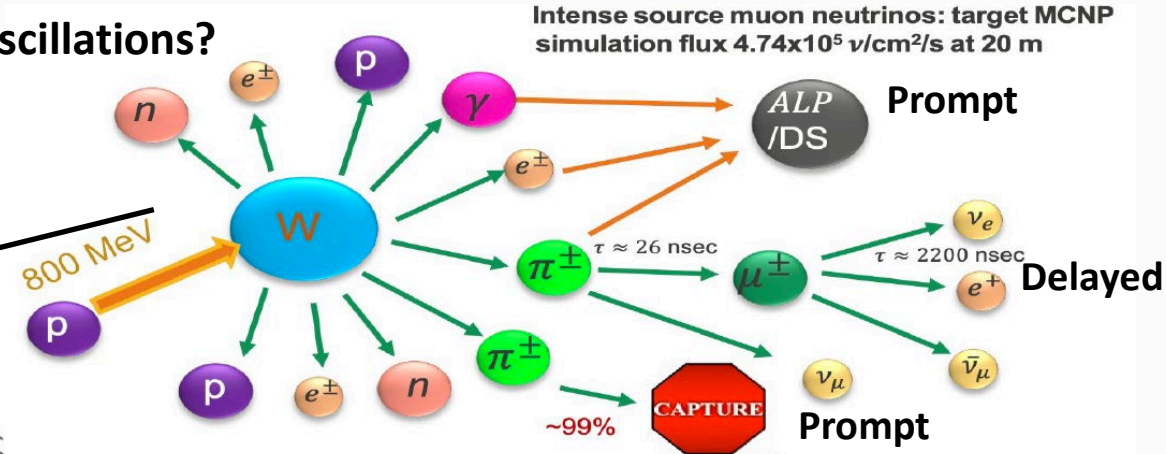 scillations?
Intense source muon neutrinos: target MCNP
simulation flux 4.74x10⁵ ν/cm²/s at 20 m
p
e±
n
γ
ALP
/DS
Prompt
e±
W
800 MeV
p
π±
τ ≈ 26 nsec
μ±
νe
τ ≈ 2200 nsec
e⁺
Delayed
ν̄μ
π±
νμ
p
e±
n
~99%
CAPTURE
Prompt